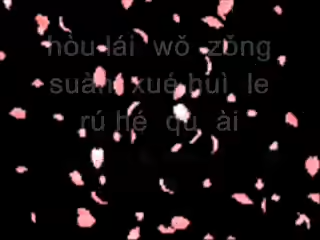 hòu lái wǒ zǒng
suàn xué huì le
rú hé qù ài